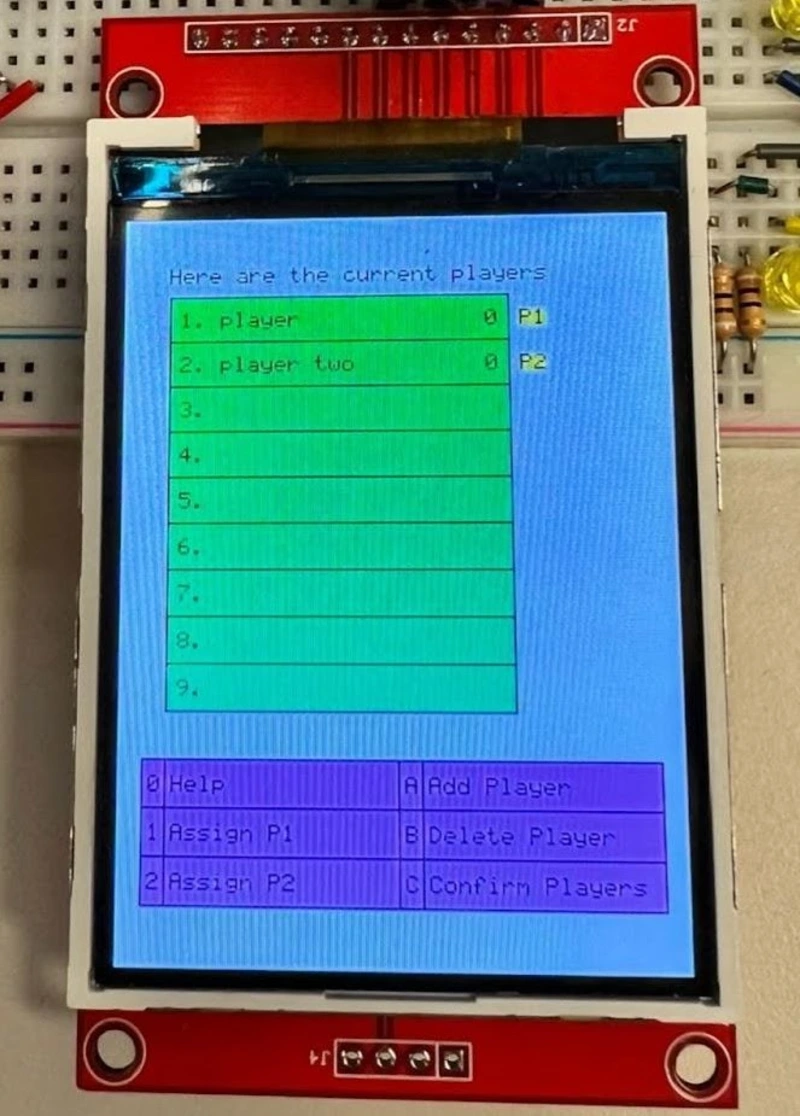 J2
Here are the current players
1. player 0 P1
2. player two 0 P2
3.
4.
5.
6.
7.
8.
9.
0 Help A Add Player
1 Assign P1 B Delete Player
2 Assign P2 C Confirm Players
J4